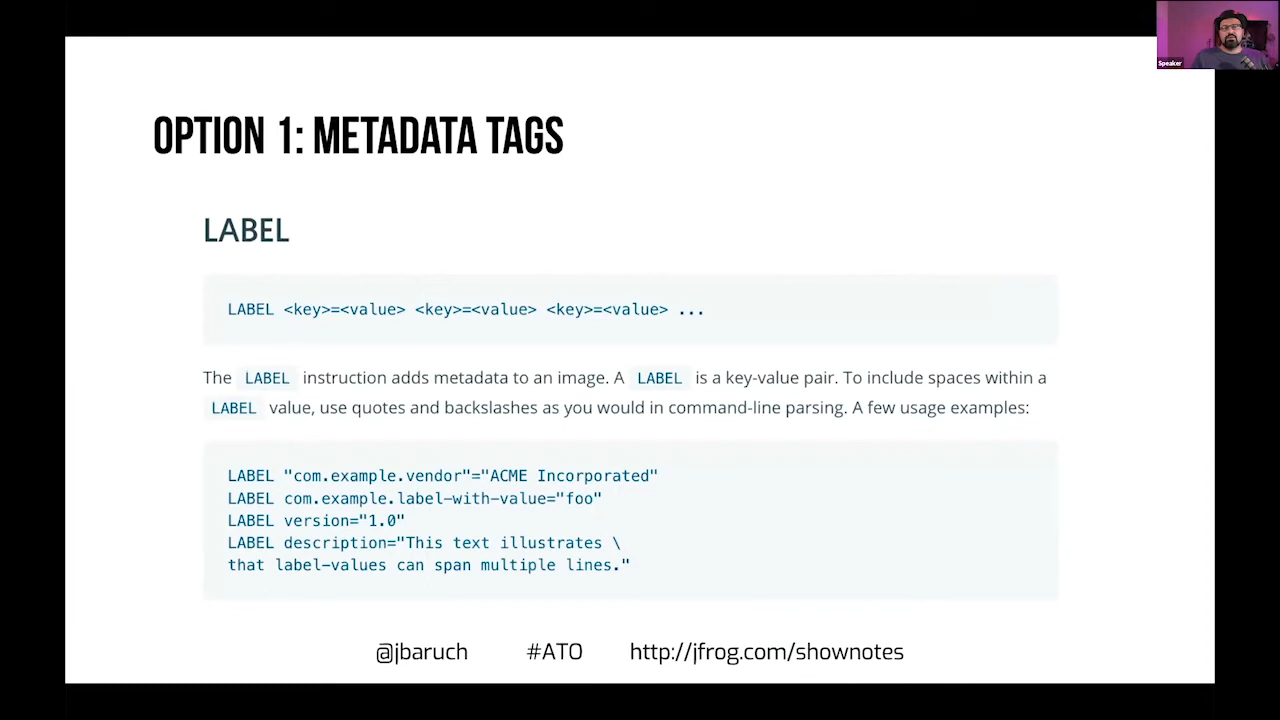 Speaker
OPTION 1: METADATA TAGS
LABEL
LABEL <key>=<value> <key>=<value> <key>=<value> ...
The LABEL instruction adds metadata to an image. A LABEL is a key-value pair. To include spaces within a
LABEL value, use quotes and backslashes as you would in command-line parsing. A few usage examples:
LABEL "com.example.vendor"="ACME Incorporated"
LABEL com.example.label-with-value="foo"
LABEL version="1.0"
LABEL description="This text illustrates \
that label-values can span multiple lines."
@jbaruch #ATO http://jfrog.com/shownotes